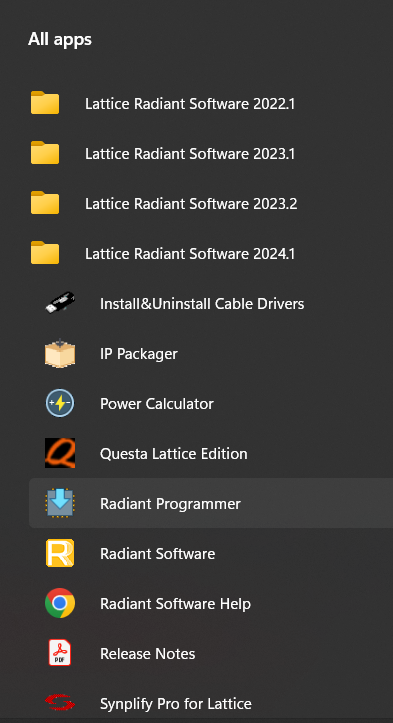 All apps
Lattice Radiant Software 2022.1
Lattice Radiant Software 2023.1
Lattice Radiant Software 2023.2
Lattice Radiant Software 2024.1
Install&Uninstall Cable Drivers
IP Packager
Power Calculator
Questa Lattice Edition
Radiant Programmer
Radiant Software
Radiant Software Help
PDF
Release Notes
Synplify Pro for Lattice